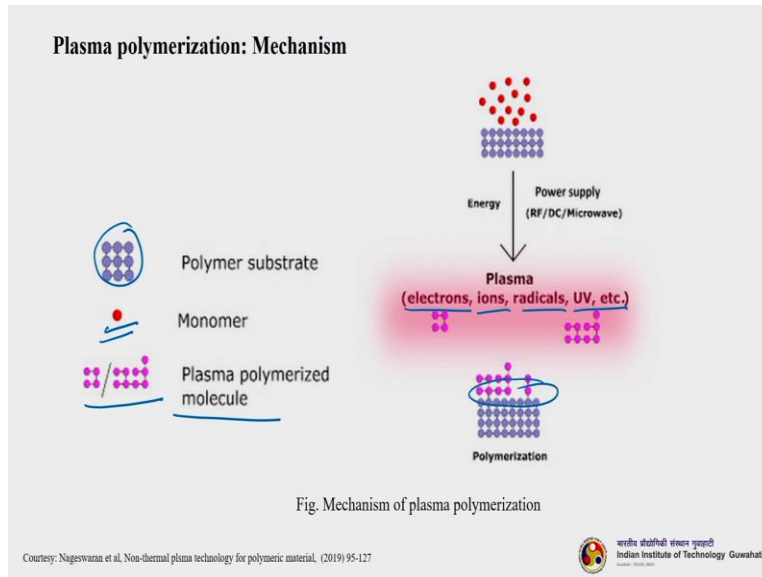 Plasma polymerization: Mechanism
Energy
Power supply
(RF/DC/Microwave)
Plasma
(electrons, ions, radicals, UV, etc.)
Polymer substrate
Monomer
Plasma polymerized
molecule
Polymerization
Fig. Mechanism of plasma polymerization
Courtesy: Nageswaran et al, Non-thermal plsma technology for polymeric material, (2019) 95-127
भारतीय प्रौद्योगिकी संस्थान गुवाहाटी
Indian Institute of Technology Guwahati